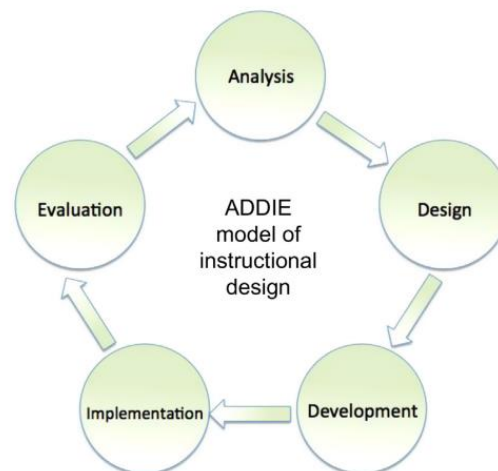 Analysis
Design
Development
Implementation
Evaluation
ADDIE
model of
instructional
design